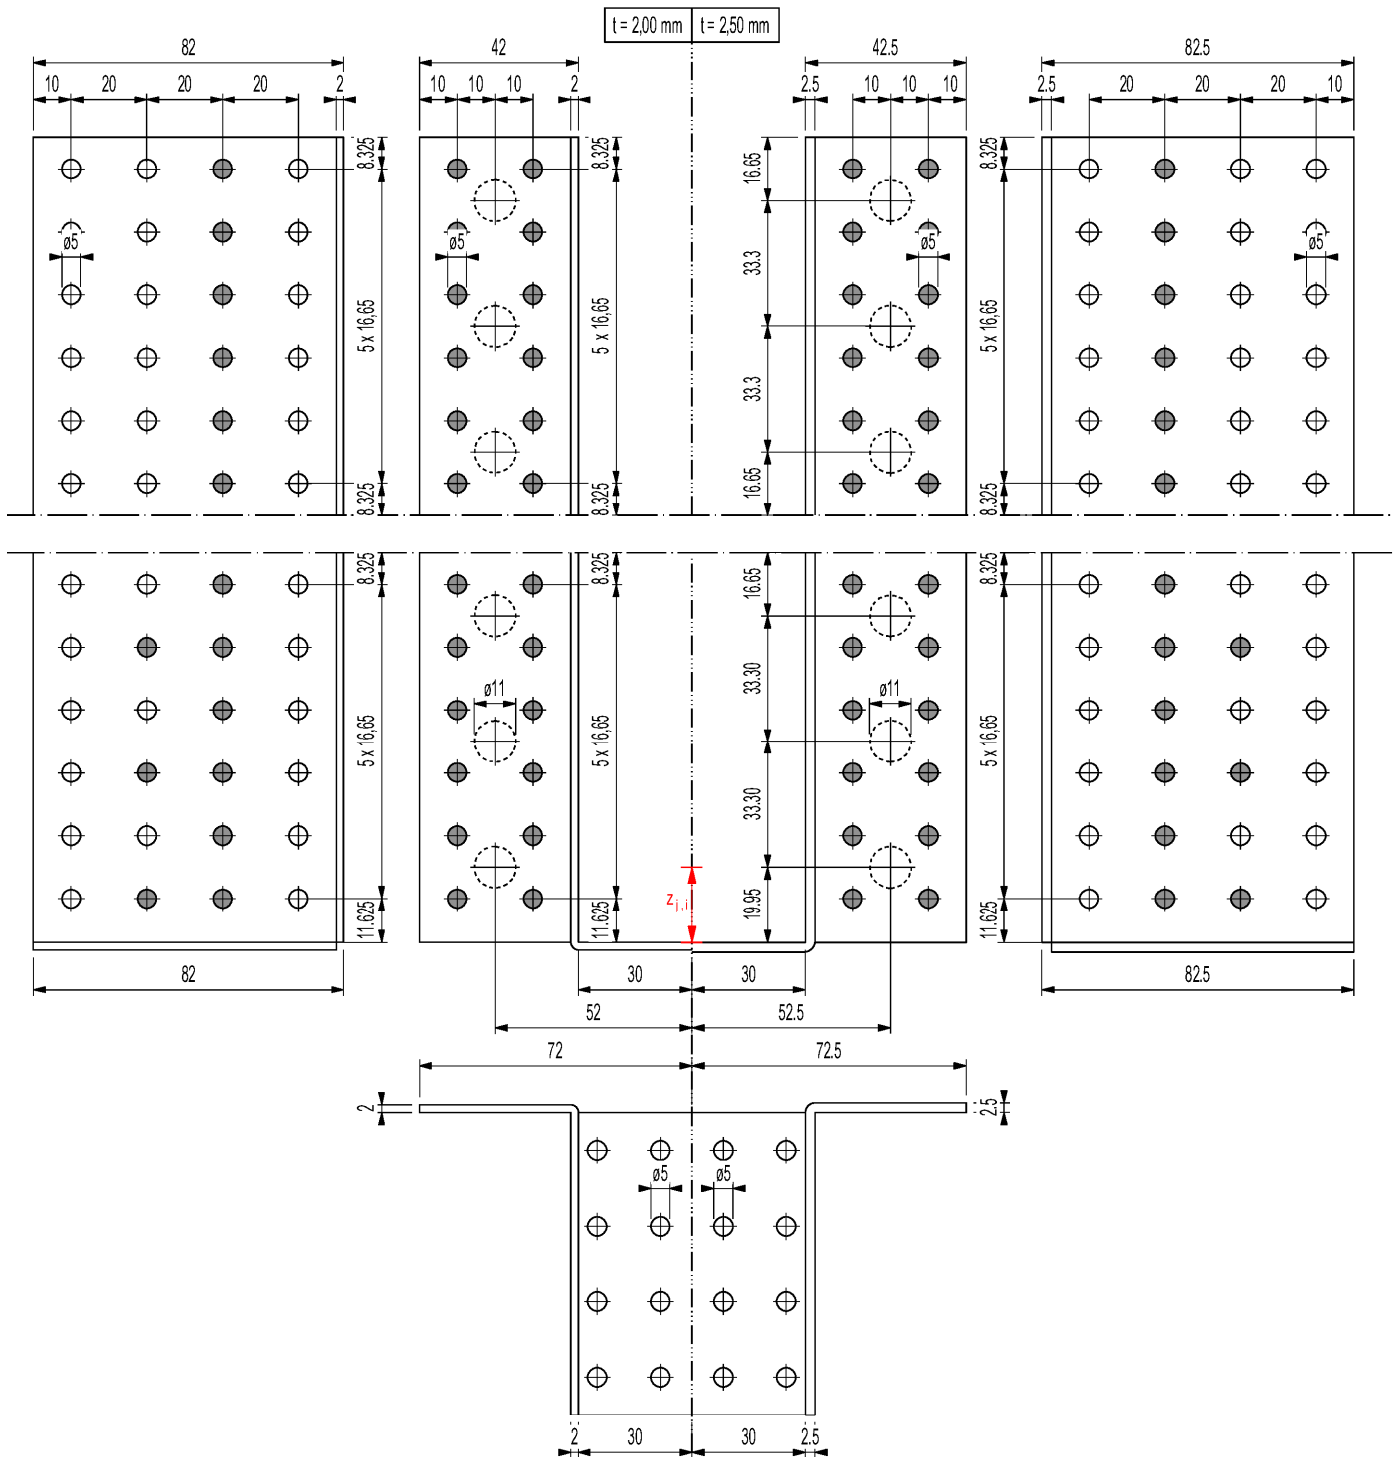 t = 2,00 mm t = 2,50 mm
82 42 42.5 82.5
10 20 20 20 2 10 10 10 2 2.5 10 10 10 2.5 20 20 20 10
8.325 8.325 16.65 8.325
ø5 ø5 ø5 ø5
33.3
5 x 16,65 5 x 16,65 5 x 16,65
33.3
8.325 8.325 16.65 8.325
8.325 8.325 16.65 8.325
33.30
ø11 ø11
5 x 16,65 5 x 16,65 5 x 16,65
33.30
zj,i
11.625 11.625 19.95 11.625
82 30 30 82.5
52 52.5
72 72.5
2 2.5
ø5 ø5
2 30 30 2.5